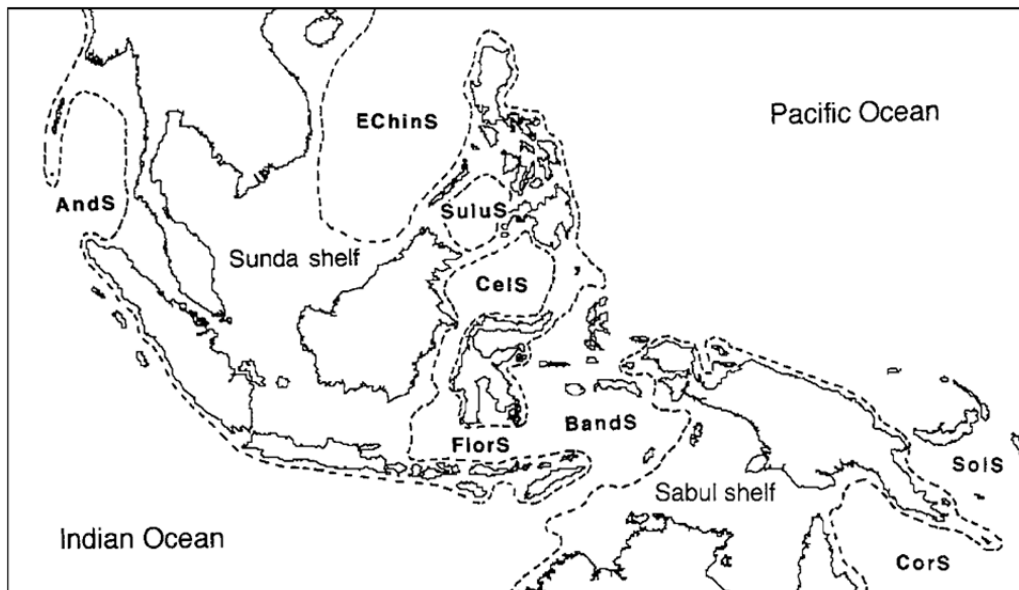 Pacific Ocean
EChinS
AndS
SuluS
Sunda shelf
CelS
BandS
FlorS
SolS
Sabul shelf
Indian Ocean
CorS